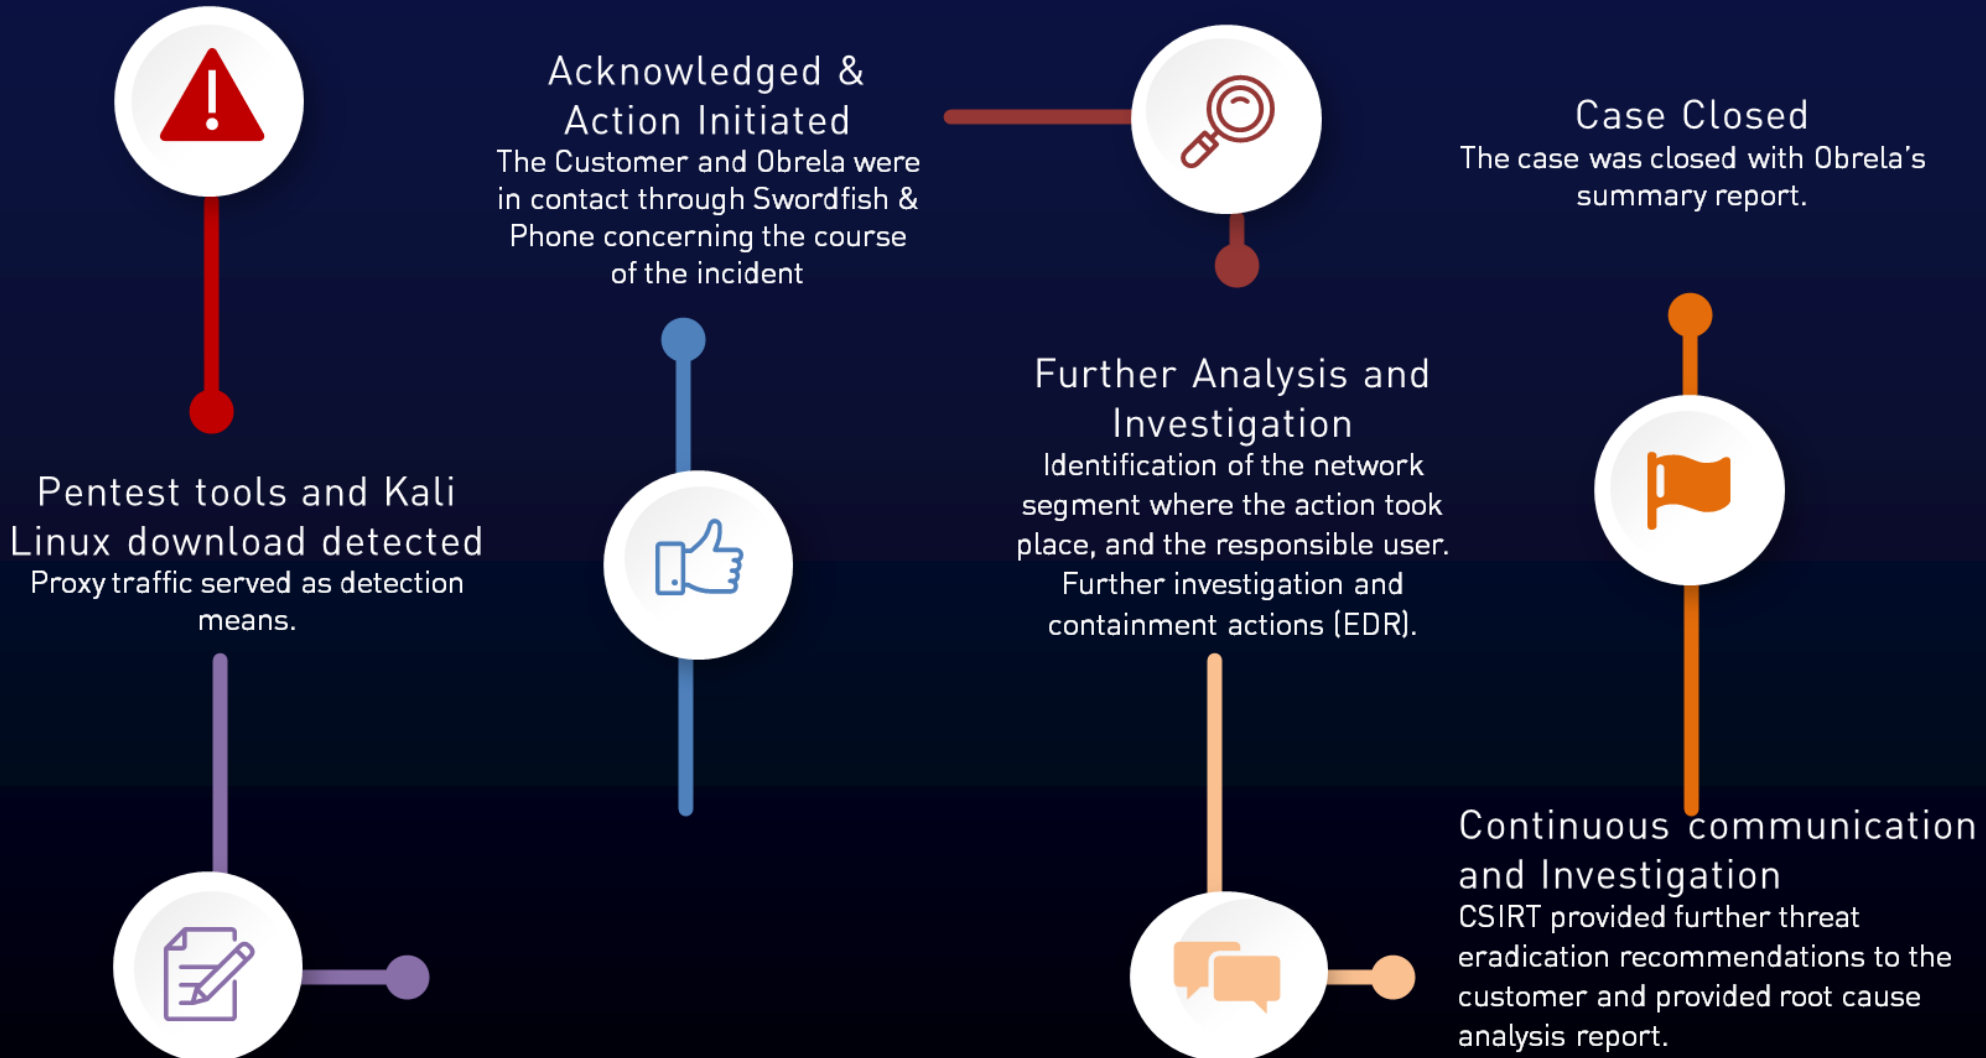 Pentest tools and Kali
Linux download detected
Proxy traffic served as detection
means.
Acknowledged &
Action Initiated
The Customer and Obrela were
in contact through Swordfish &
Phone concerning the course
of the incident
Further Analysis and
Investigation
Identification of the network
segment where the action took
place, and the responsible user.
Further investigation and
containment actions (EDR).
Continuous communication
and Investigation
CSIRT provided further threat
eradication recommendations to the
customer and provided root cause
analysis report.
Case Closed
The case was closed with Obrela's
summary report.